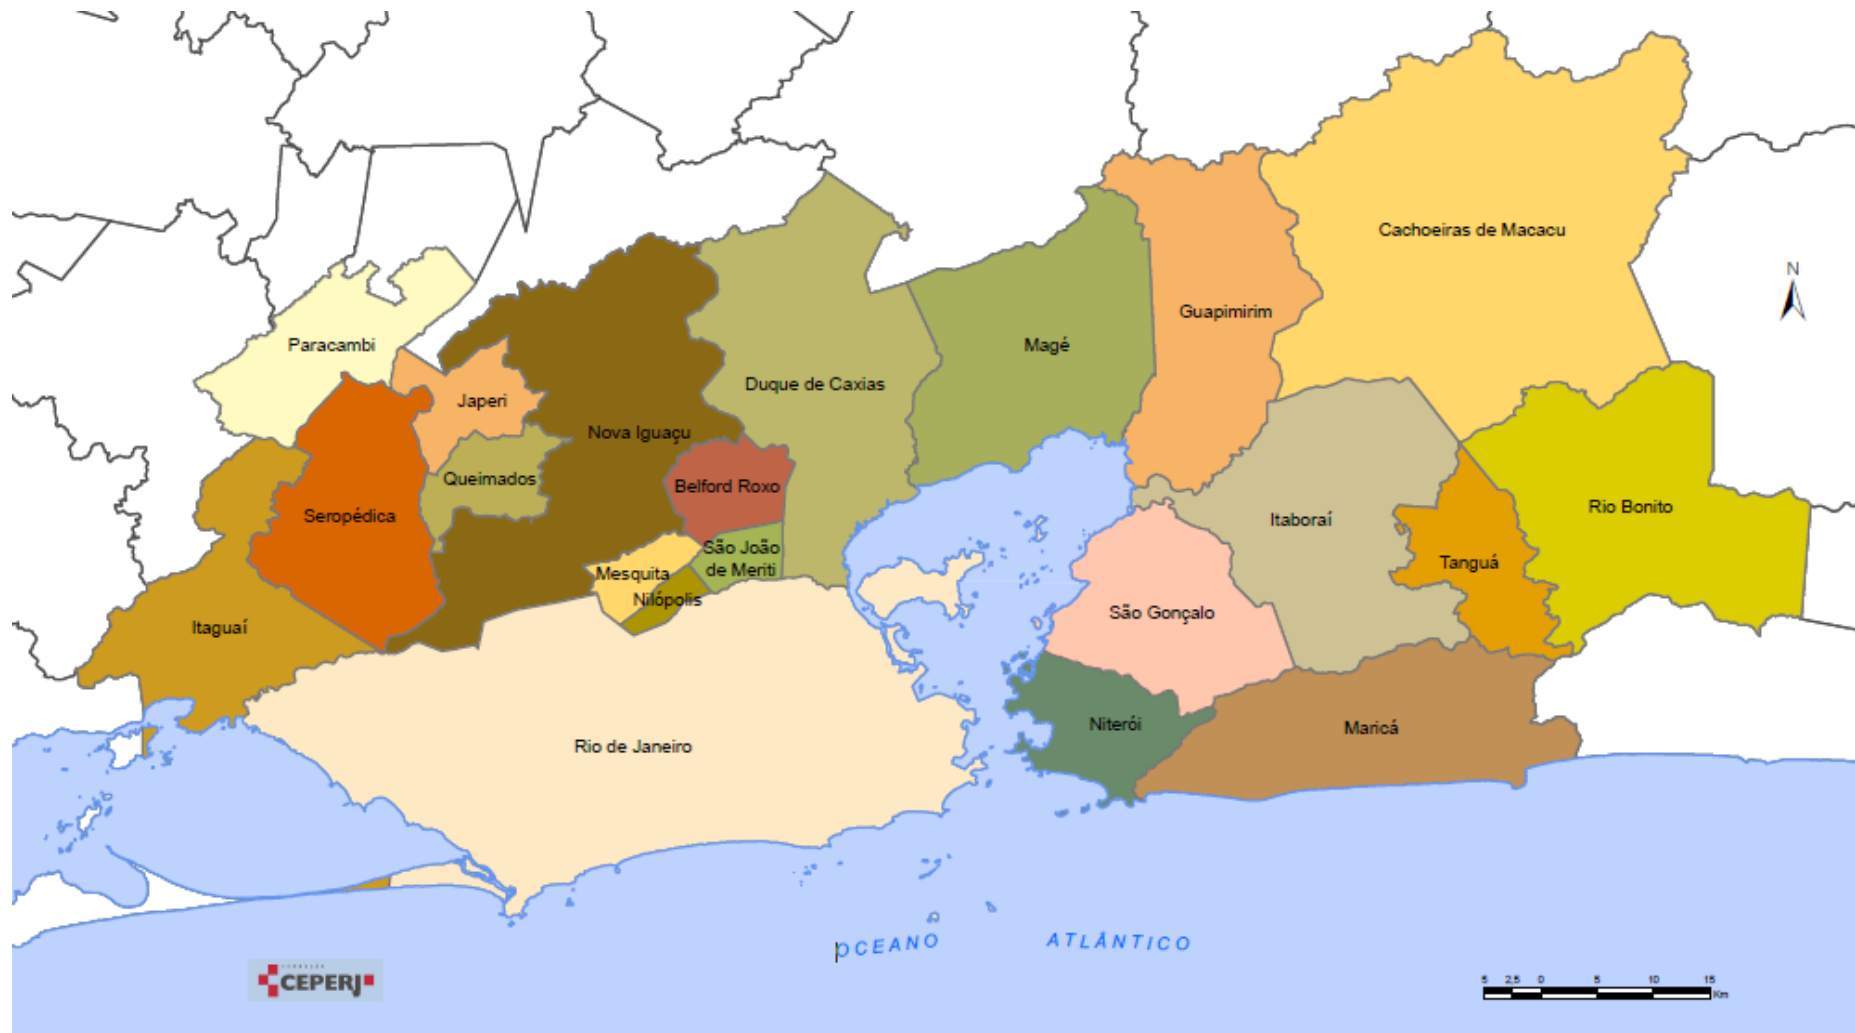 Cachoeiras de Macacu
N
Guapimirim
Paracambi
Magé
Duque de Caxias
Japeri
Nova Iguaçu
Queimados
Belford Roxo
Rio Bonito
Seropédica
Itaboraí
São João
de Meriti
Tanguá
Mesquita
Nilópolis
São Gonçalo
Itaguaí
Niterói
Maricá
Rio de Janeiro
OCEANO ATLÂNTICO
CEPERJ
5 2,5 0 5 10 15
Km